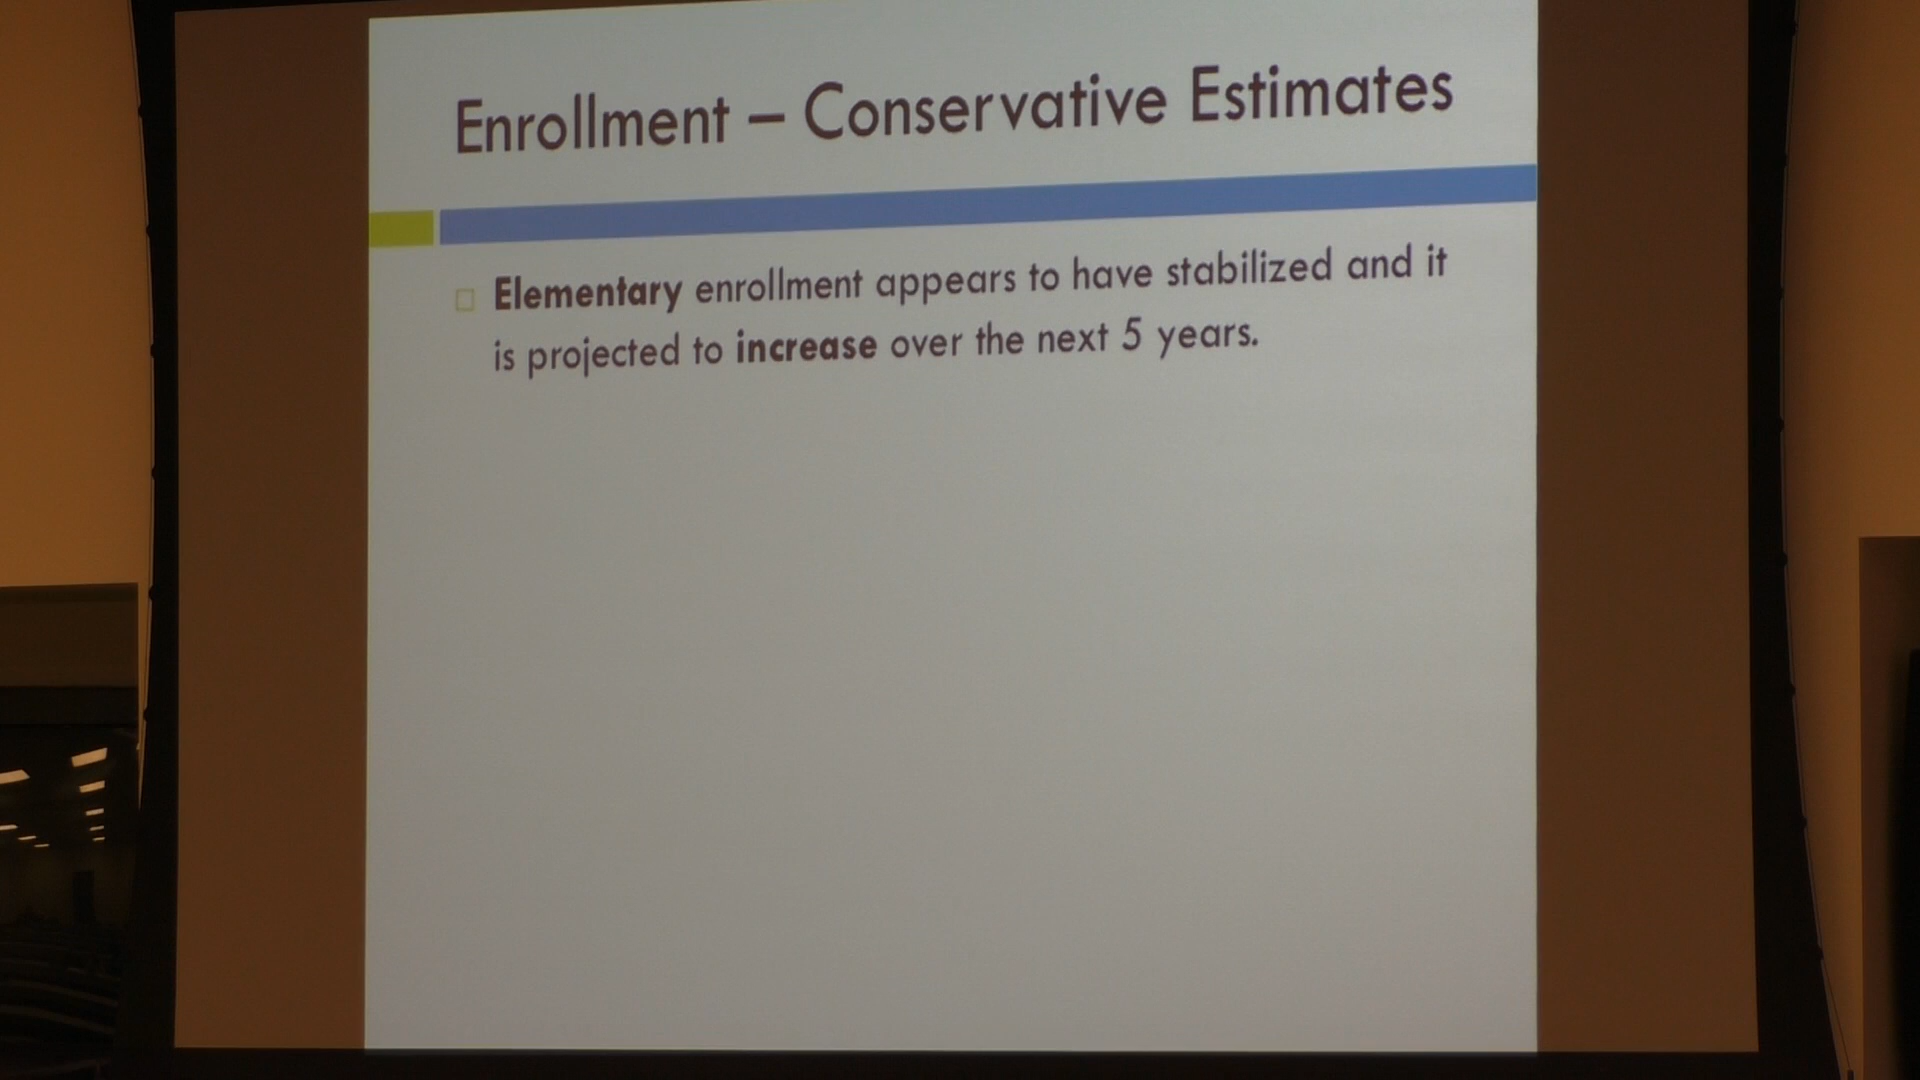 Enrollment – Conservative Estimates
Elementary enrollment appears to have stabilized and it
is projected to increase over the next 5 years.